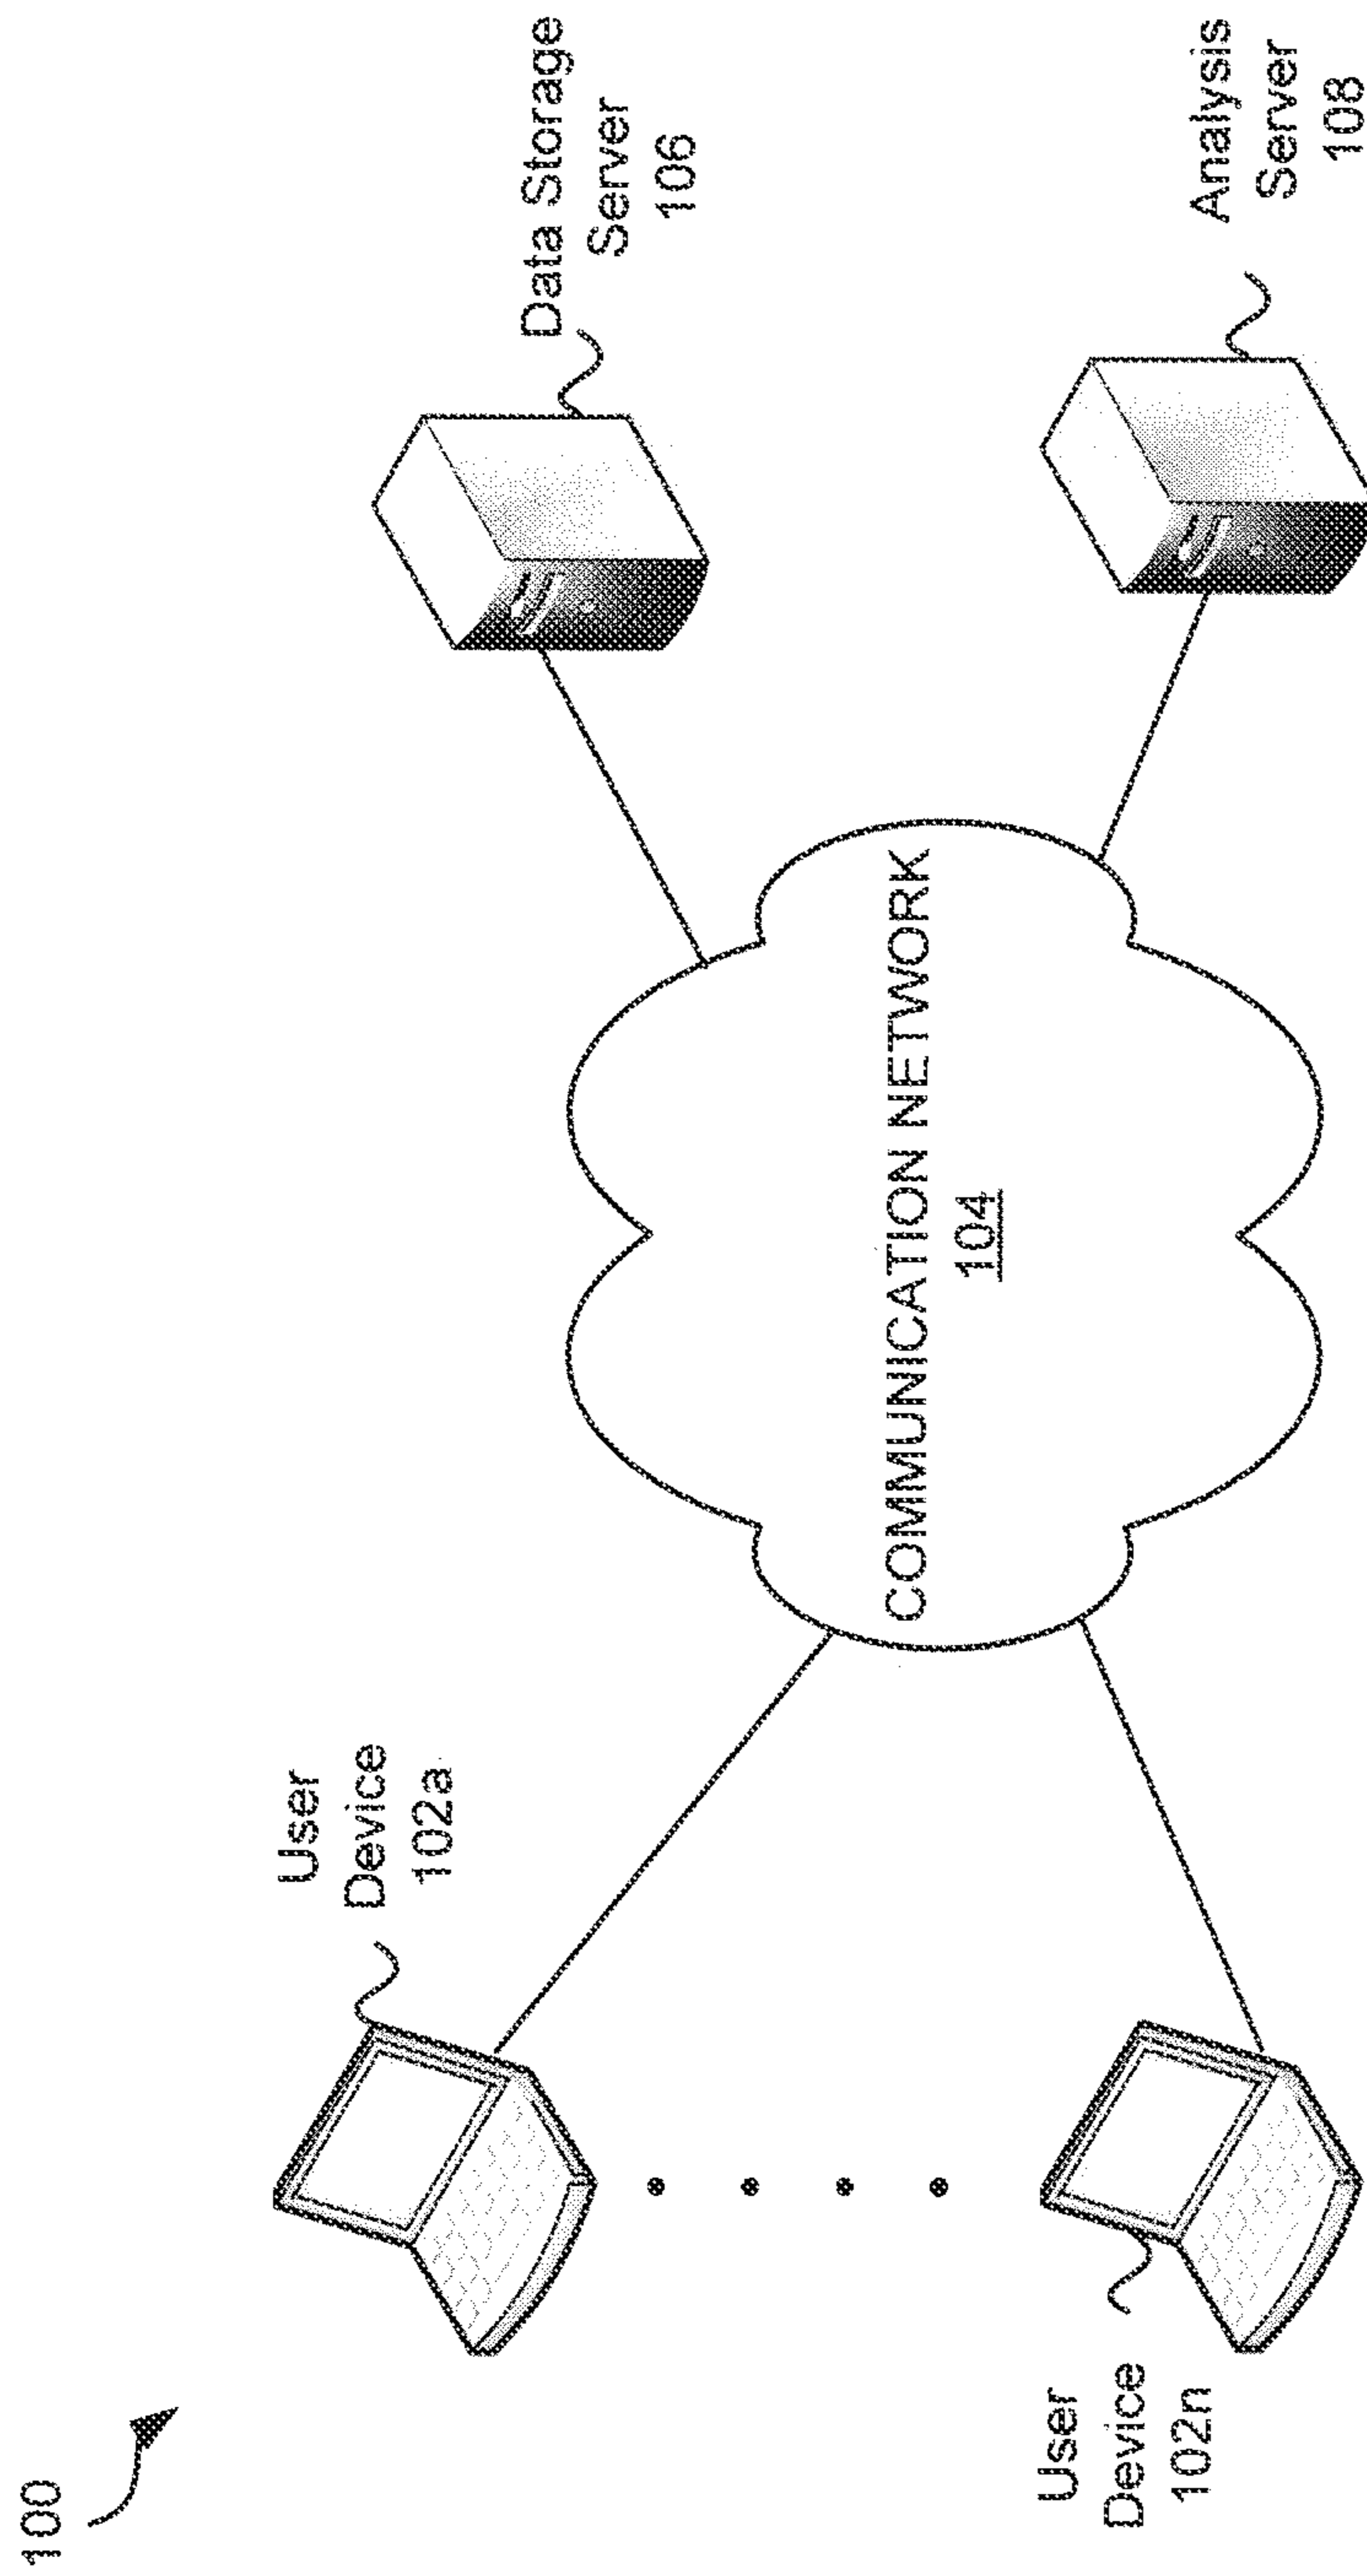 100
User
Device
102a
Data Storage
Server
106
COMMUNICATION NETWORK
104
User
Device
102n
Analysis
Server
108